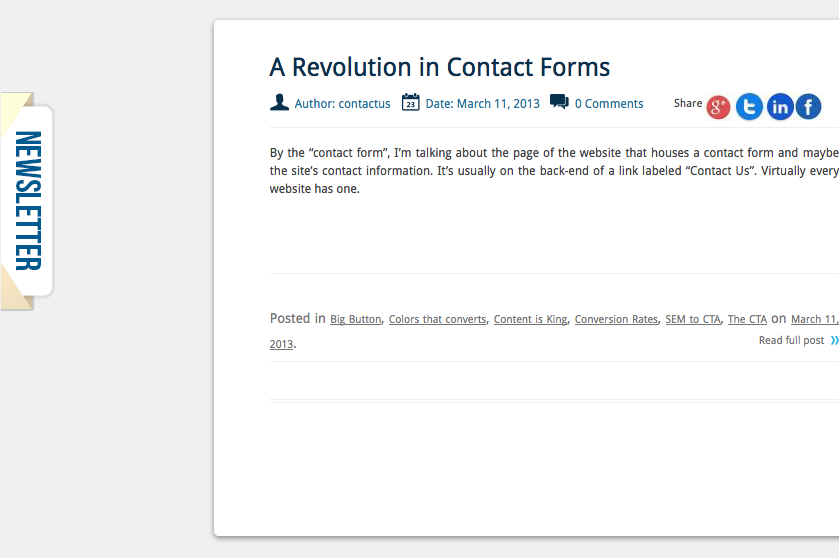 NEWSLETTER
A Revolution in Contact Forms
23 Author: contactus Date: March 11, 2013 0 Comments Share g+ t in f
By the “contact form”, I’m talking about the page of the website that houses a contact form and maybe
the site’s contact information. It’s usually on the back-end of a link labeled “Contact Us”. Virtually every
website has one.
Posted in Big Button, Colors that converts, Content is King, Conversion Rates, SEM to CTA, The CTA on March 11,
2013.
Read full post »